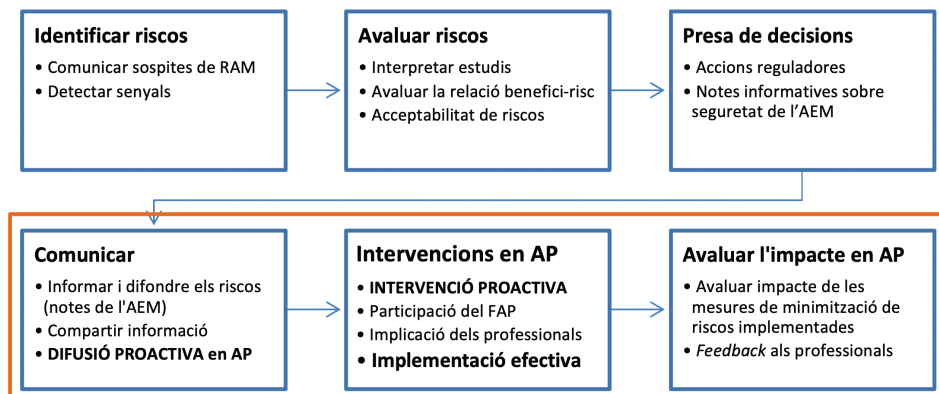 Identificar riscos
• Comunicar sospites de RAM
• Detectar senyals
Avaluar riscos
• Interpretar estudis
• Avaluar la relació benefici-risc
• Acceptabilitat de riscos
Presa de decisions
• Accions reguladores
• Notes informatives sobre
seguretat de l’AEM
Comunicar
• Informar i difondre els riscos
(notes de l'AEM)
• Compartir informació
• DIFUSIÓ PROACTIVA en AP
Intervencions en AP
• INTERVENCIÓ PROACTIVA
• Participació del FAP
• Implicació dels professionals
• Implementació efectiva
Avaluar l'impacte en AP
• Avaluar impacte de les
mesures de minimització de
riscos implementades
• Feedback als professionals